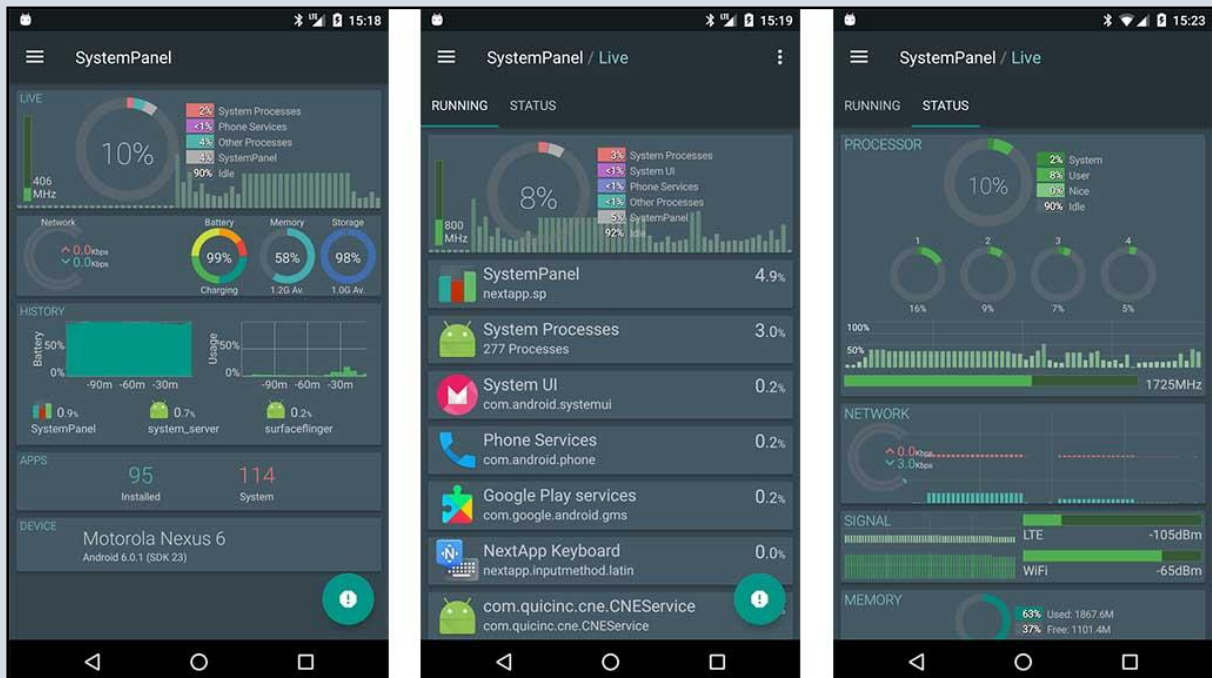 15:18
SystemPanel
LIVE
10%
2% System Processes
<1% Phone Services
4% Other Processes
4% SystemPanel
90% Idle
406
MHz
Network
0.0Kbps
0.0Kbps
Battery
99%
Charging
Memory
58%
1.2G Av.
Storage
98%
1.0G Av.
HISTORY
Battery
50%
0%
-90m -60m -30m
Usage
50%
0%
-90m -60m -30m
0.9%
SystemPanel
0.7%
system_server
0.2%
surfaceflinger
APPS
95
Installed
114
System
DEVICE
Motorola Nexus 6
Android 6.0.1 (SDK 23)
LTE
15:19
SystemPanel / Live
RUNNING STATUS
8%
3% System Processes
<1% System UI
<1% Phone Services
<1% Other Processes
5% SystemPanel
92% Idle
800
MHz
SystemPanel 4.9%
nextapp.sp
System Processes 3.0%
277 Processes
System UI 0.2%
com.android.systemui
Phone Services 0.2%
com.android.phone
Google Play services 0.2%
com.google.android.gms
NextApp Keyboard 0.0%
nextapp.inputmethod.latin
com.quicinc.cne.CNEService
com.quicinc.cne.CNEService
15:23
SystemPanel / Live
RUNNING STATUS
PROCESSOR
10%
2% System
8% User
0% Nice
90% Idle
1 2 3 4
16% 9% 7% 5%
100%
50%
1725MHz
NETWORK
0.0Kbps
3.0Kbps
SIGNAL
LTE -105dBm
WiFi -65dBm
MEMORY
63% Used: 1867.6M
37% Free: 1101.4M